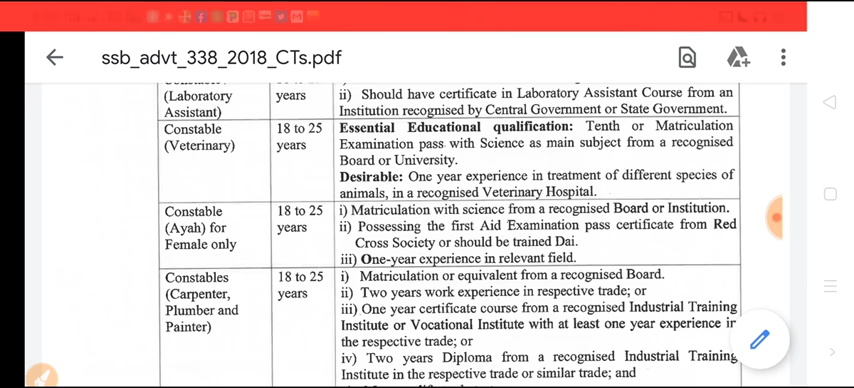 ssb_advt_338_2018_CTs.pdf
(Laboratory Assistant)
years
ii) Should have certificate in Laboratory Assistant Course from an
Institution recognised by Central Government or State Government.
Constable (Veterinary)
18 to 25 years
Essential Educational qualification: Tenth or Matriculation
Examination pass with Science as main subject from a recognised
Board or University.
Desirable: One year experience in treatment of different species of
animals, in a recognised Veterinary Hospital.
Constable (Ayah) for Female only
18 to 25 years
i) Matriculation with science from a recognised Board or Institution.
ii) Possessing the first Aid Examination pass certificate from Red
Cross Society or should be trained Dai.
iii) One-year experience in relevant field.
Constables (Carpenter, Plumber and Painter)
18 to 25 years
i) Matriculation or equivalent from a recognised Board.
ii) Two years work experience in respective trade; or
iii) One year certificate course from a recognised Industrial Training
Institute or Vocational Institute with at least one year experience in
the respective trade; or
iv) Two years Diploma from a recognised Industrial Training
Institute in the respective trade or similar trade; and